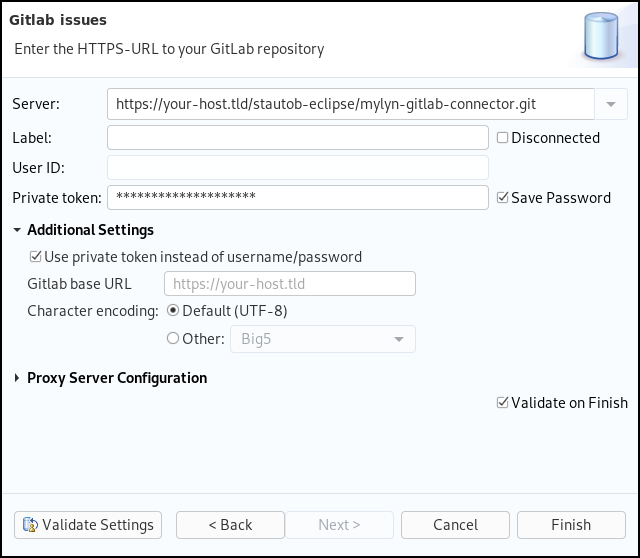 Gitlab issues
Enter the HTTPS-URL to your GitLab repository
Server: https://your-host.tld/stautob-eclipse/mylyn-gitlab-connector.git
Label: Disconnected
User ID:
Private token: ******************** Save Password
Additional Settings
Use private token instead of username/password
Gitlab base URL https://your-host.tld
Character encoding: Default (UTF-8)
Other: Big5
Proxy Server Configuration
Validate on Finish
Validate Settings < Back Next > Cancel Finish